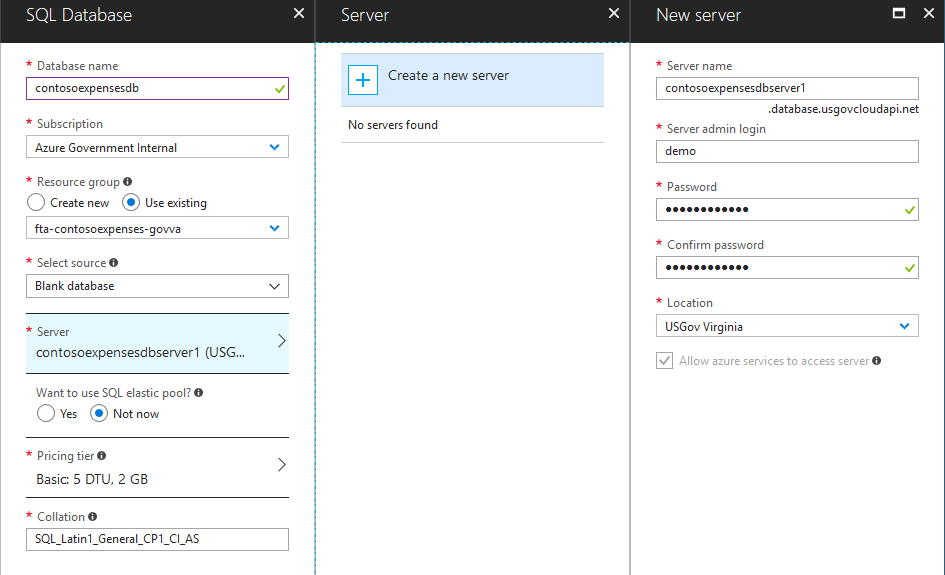 SQL Database
* Database name
contosoexpensesdb
* Subscription
Azure Government Internal
* Resource group
Create new
Use existing
fta-contosoexpenses-govva
* Select source
Blank database
* Server
contosoexpensesdbserver1 (USG...
Want to use SQL elastic pool?
Yes
Not now
* Pricing tier
Basic: 5 DTU, 2 GB
* Collation
SQL_Latin1_General_CP1_CI_AS
Server
Create a new server
No servers found
New server
* Server name
contosoexpensesdbserver1
.database.usgovcloudapi.net
* Server admin login
demo
* Password
••••••••••••
* Confirm password
••••••••••••
* Location
USGov Virginia
Allow azure services to access server